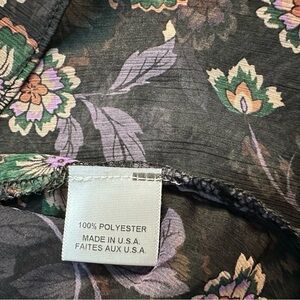 100% POLYESTER
MADE IN U.S.A.
FAITES AUX U.S.A.